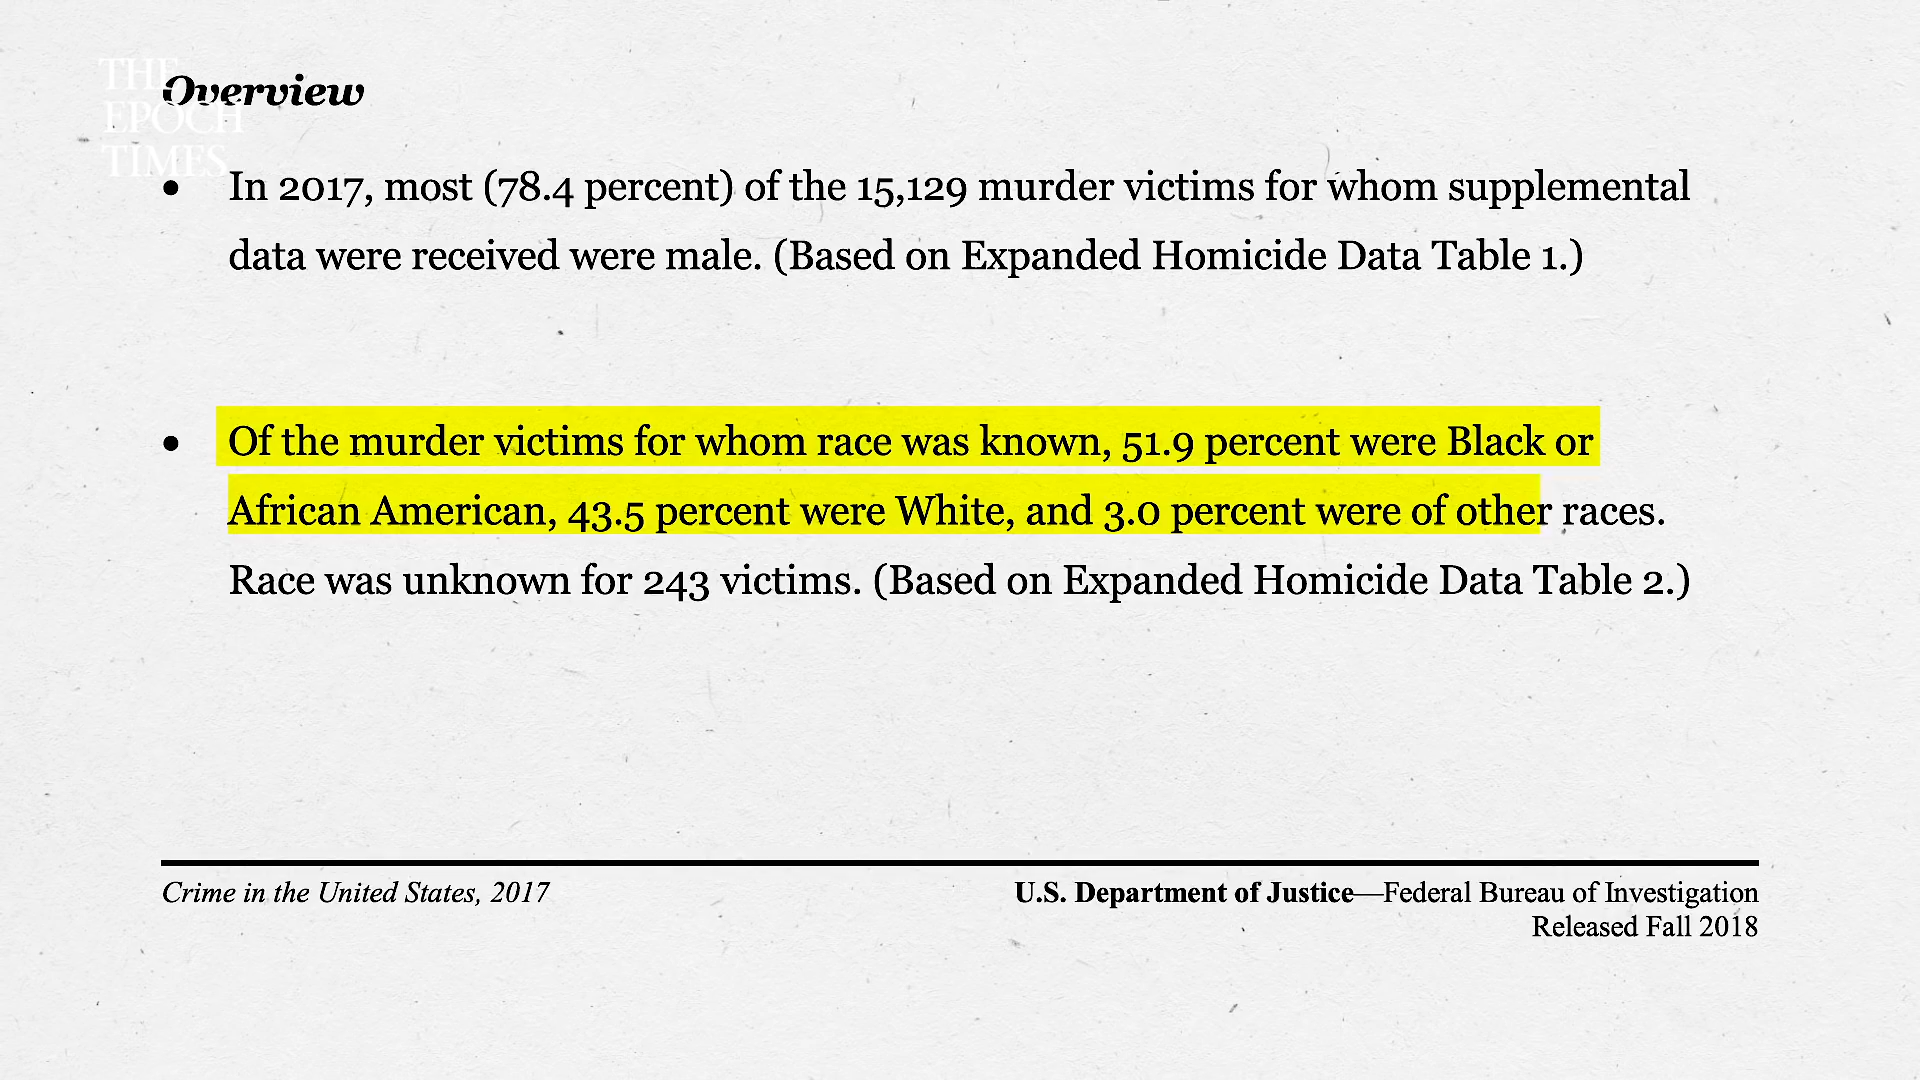 THE
EPOCH
TIMES
Overview
• In 2017, most (78.4 percent) of the 15,129 murder victims for whom supplemental
data were received were male. (Based on Expanded Homicide Data Table 1.)
• Of the murder victims for whom race was known, 51.9 percent were Black or
African American, 43.5 percent were White, and 3.0 percent were of other races.
Race was unknown for 243 victims. (Based on Expanded Homicide Data Table 2.)
Crime in the United States, 2017
U.S. Department of Justice—Federal Bureau of Investigation
Released Fall 2018